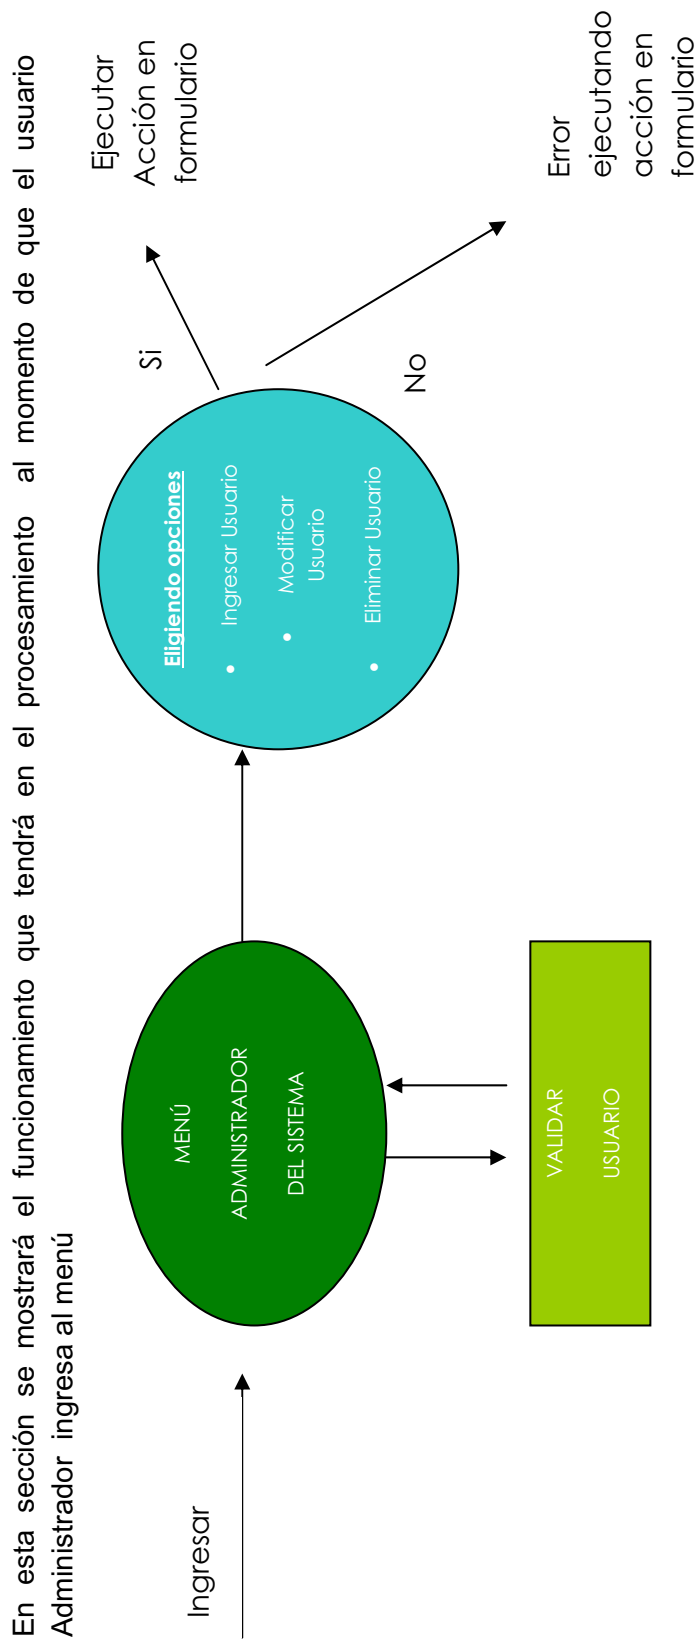 En esta sección se mostrará el funcionamiento que tendrá en el procesamiento al momento de que el usuario
Administrador ingresa al menú
Ingresar
MENÚ
ADMINISTRADOR
DEL SISTEMA
VALIDAR
USUARIO
Eligiendo opciones
• Ingresar Usuario
• Modificar
Usuario
• Eliminar Usuario
Si
No
Ejecutar
Acción en
formulario
Error
ejecutando
acción en
formulario